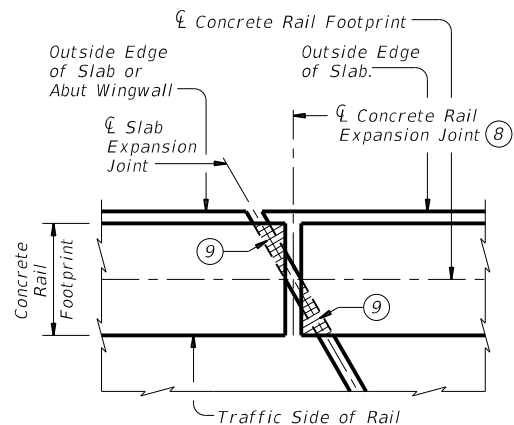 ℄ Concrete Rail Footprint
Outside Edge
of Slab or
Abut Wingwall
Outside Edge
of Slab.
℄ Slab
Expansion
Joint
℄ Concrete Rail
Expansion Joint 8
9
9
Concrete
Rail
Footprint
Traffic Side of Rail